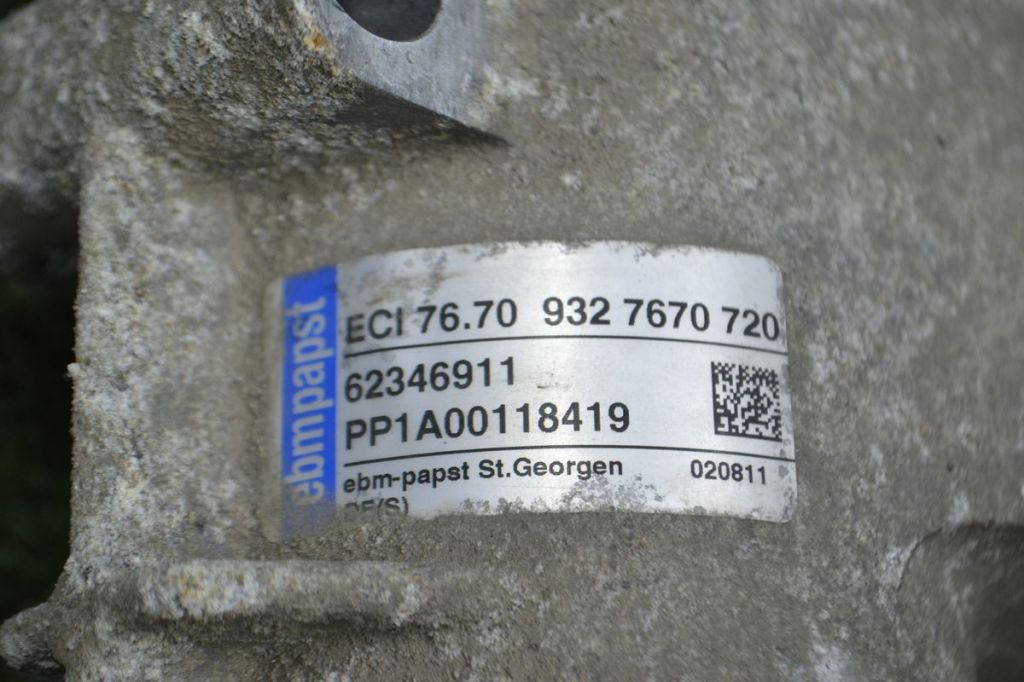 ebmpapst
ECI 76.70 932 7670 720
62346911
PP1A00118419
ebm-papst St.Georgen 020811